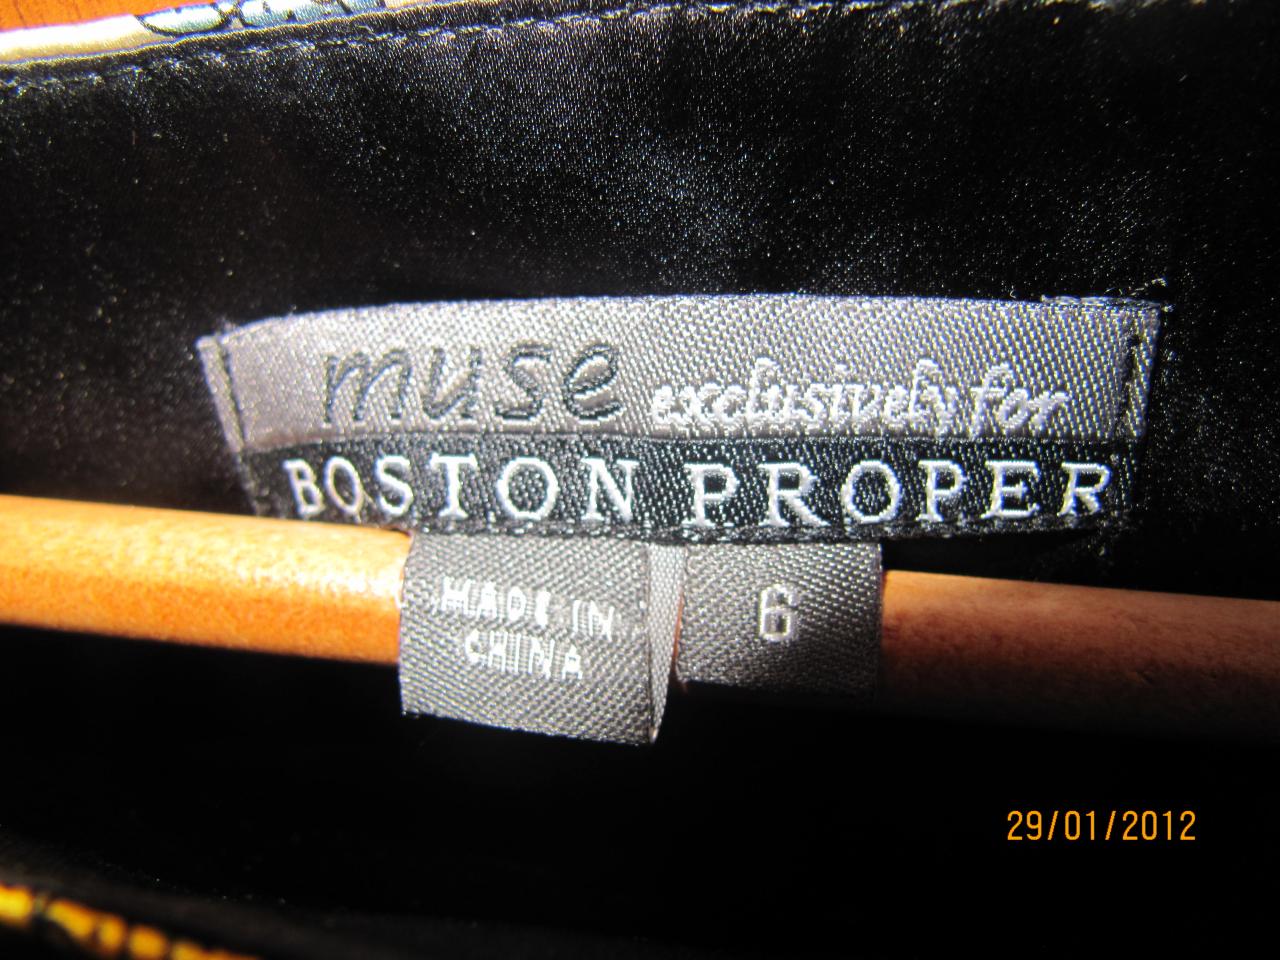 muse exclusively for
BOSTON PROPER
MADE IN
CHINA
6
29/01/2012